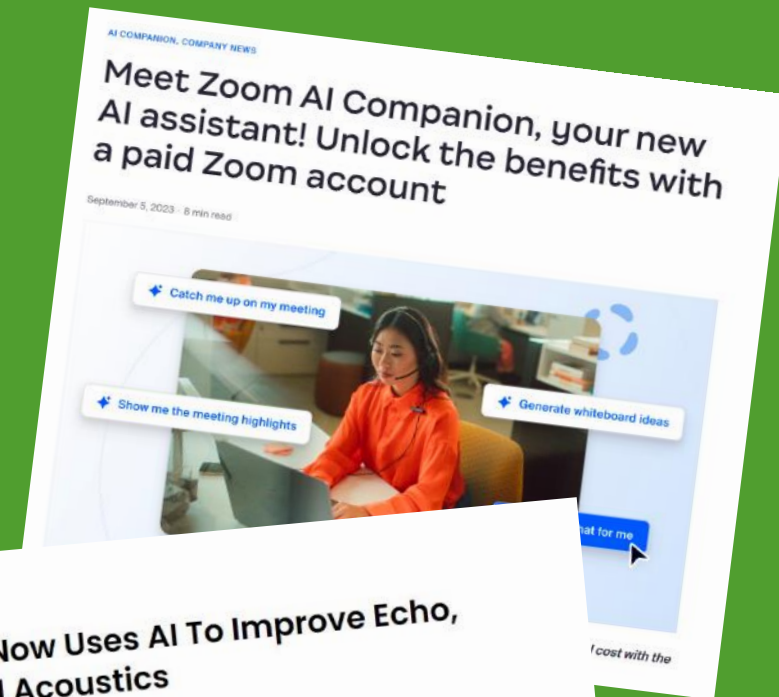 AI COMPANION, COMPANY NEWS
Meet Zoom AI Companion, your new
AI assistant! Unlock the benefits with
a paid Zoom account
September 5, 2023 · 8 min read
Catch me up on my meeting
Show me the meeting highlights
Generate whiteboard ideas
for me
cost with the
Now Uses AI To Improve Echo,
Acoustics